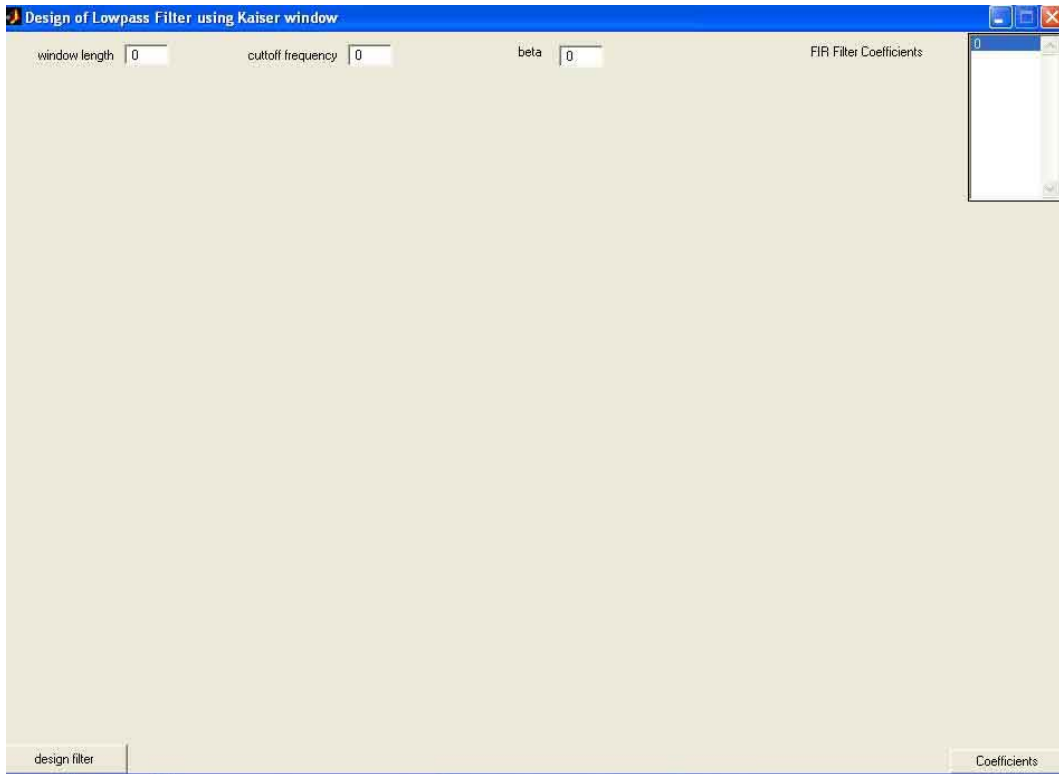 Design of Lowpass Filter using Kaiser window
window length 0 cuttoff frequency 0 beta 0 FIR Filter Coefficients 0
design filter Coefficients